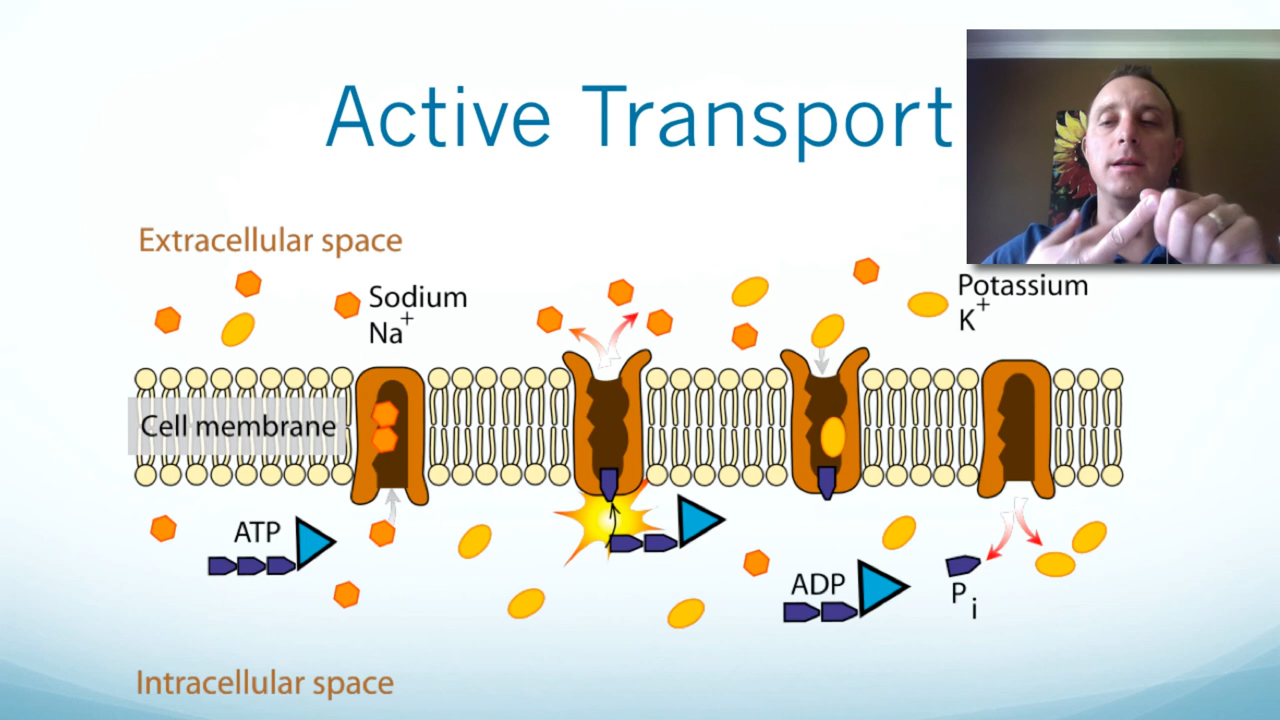 Active Transport
Extracellular space
Sodium
Na+
Potassium
K+
Cell membrane
ATP
ADP
Pi
Intracellular space